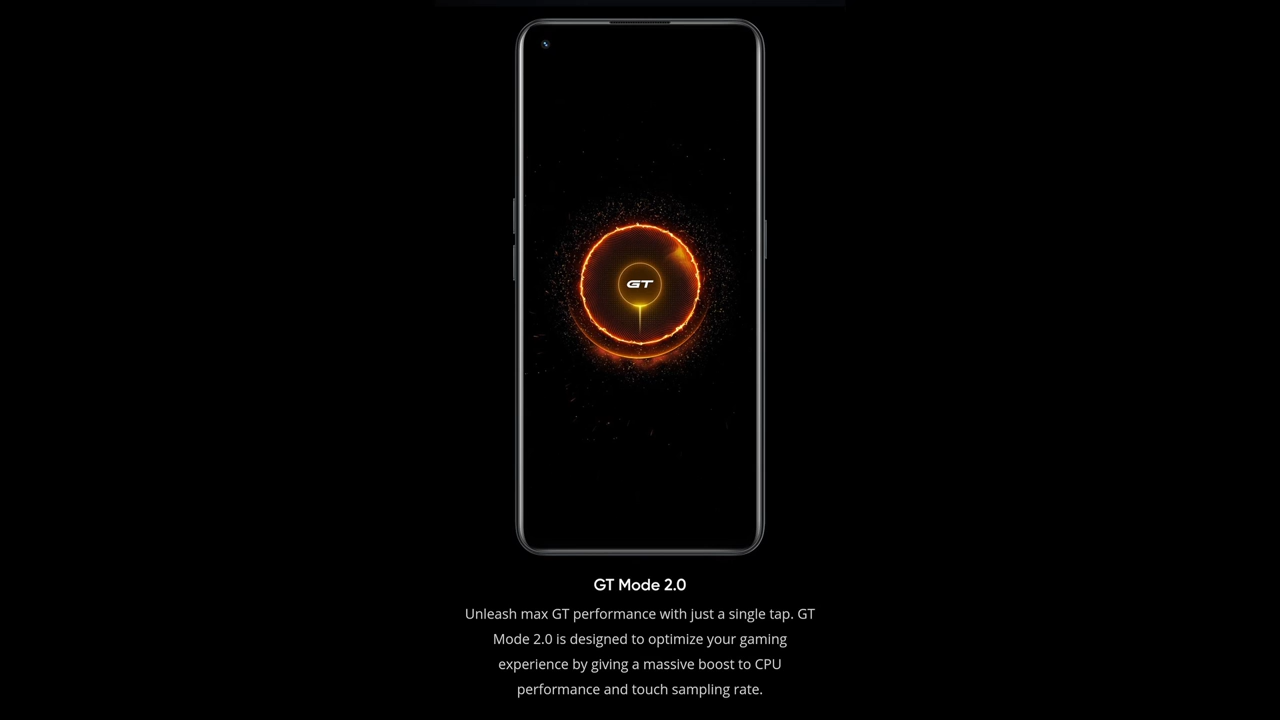 GT
GT Mode 2.0
Unleash max GT performance with just a single tap. GT
Mode 2.0 is designed to optimize your gaming
experience by giving a massive boost to CPU
performance and touch sampling rate.